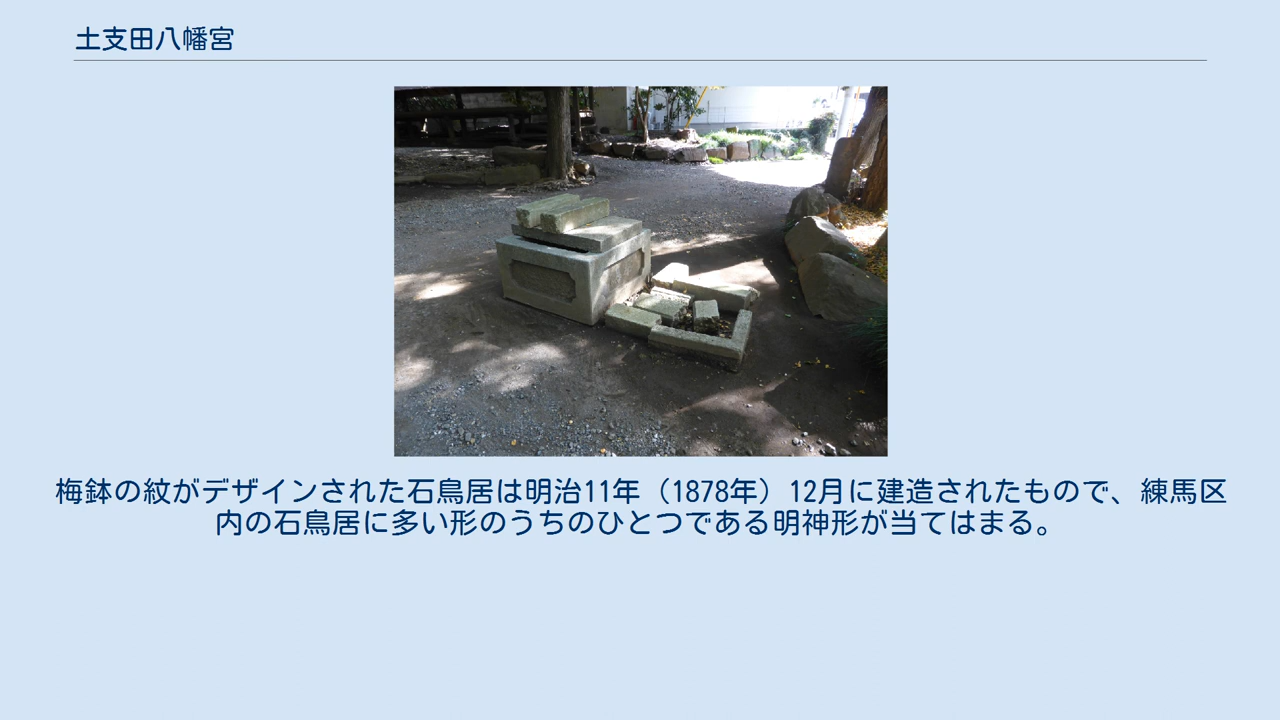 土支田八幡宮
梅鉢の紋がデザインされた石鳥居は明治11年（1878年）12月に建造されたもので、練馬区
内の石鳥居に多い形のうちのひとつである明神形が当てはまる。